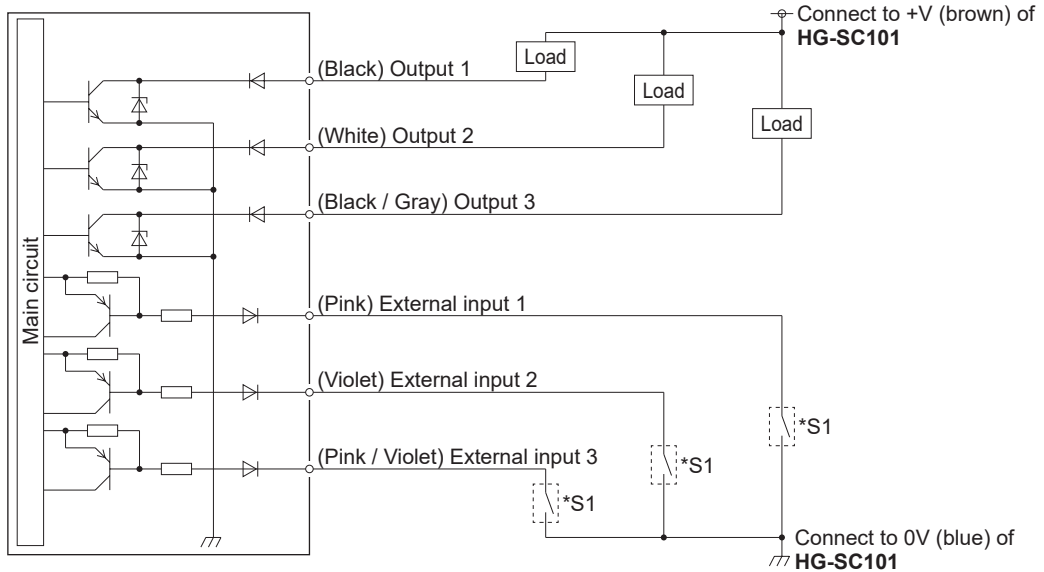 Connect to +V (brown) of
HG-SC101
Load
(Black) Output 1
Load
Load
(White) Output 2
(Black / Gray) Output 3
Main circuit
(Pink) External input 1
(Violet) External input 2
*S1
(Pink / Violet) External input 3
*S1
*S1
Connect to 0V (blue) of
HG-SC101